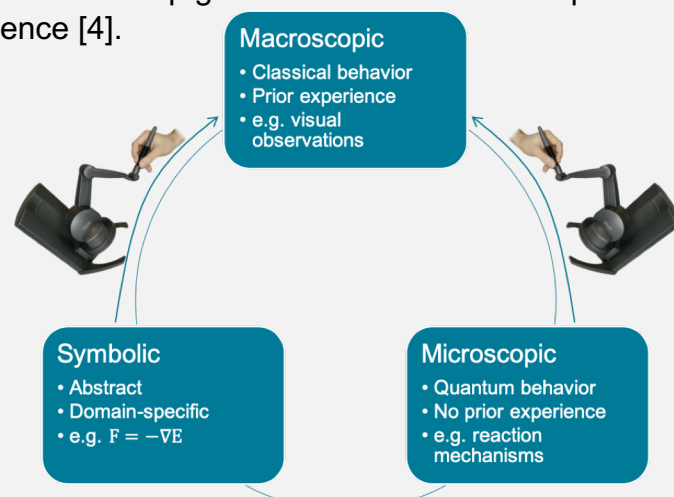 ence [4].
Macroscopic
• Classical behavior
• Prior experience
• e.g. visual
observations
Symbolic
• Abstract
• Domain-specific
• e.g. F = −∇E
Microscopic
• Quantum behavior
• No prior experience
• e.g. reaction
mechanisms